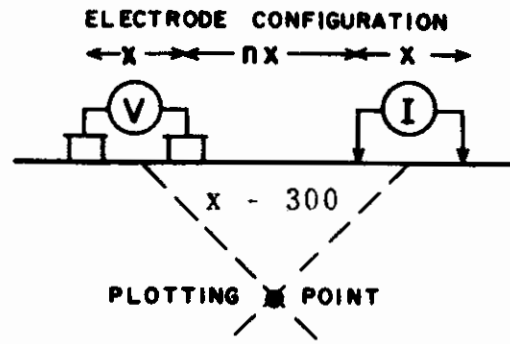 ELECTRODE CONFIGURATION
x nx x
V I
x - 300
PLOTTING POINT